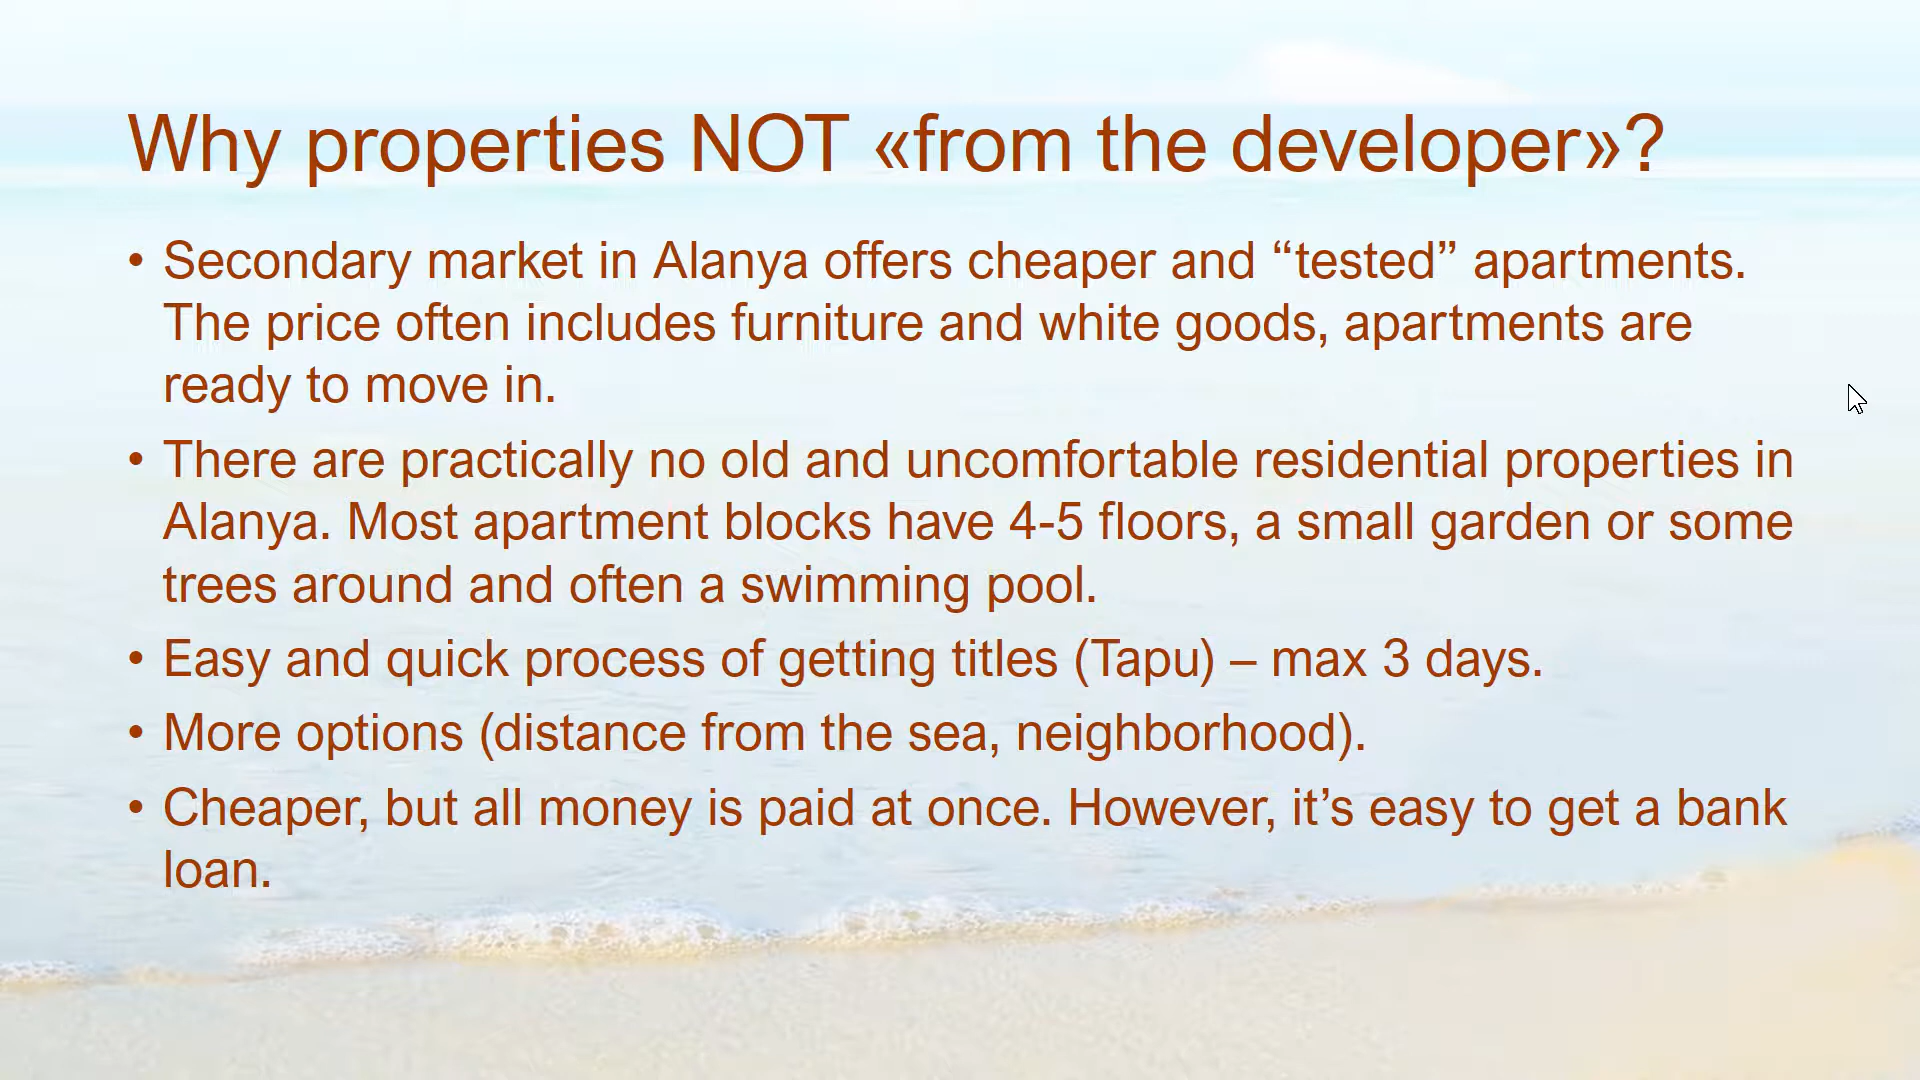 Why properties NOT «from the developer»?
• Secondary market in Alanya offers cheaper and “tested” apartments.
The price often includes furniture and white goods, apartments are
ready to move in.
• There are practically no old and uncomfortable residential properties in
Alanya. Most apartment blocks have 4-5 floors, a small garden or some
trees around and often a swimming pool.
• Easy and quick process of getting titles (Tapu) – max 3 days.
• More options (distance from the sea, neighborhood).
• Cheaper, but all money is paid at once. However, it’s easy to get a bank
loan.